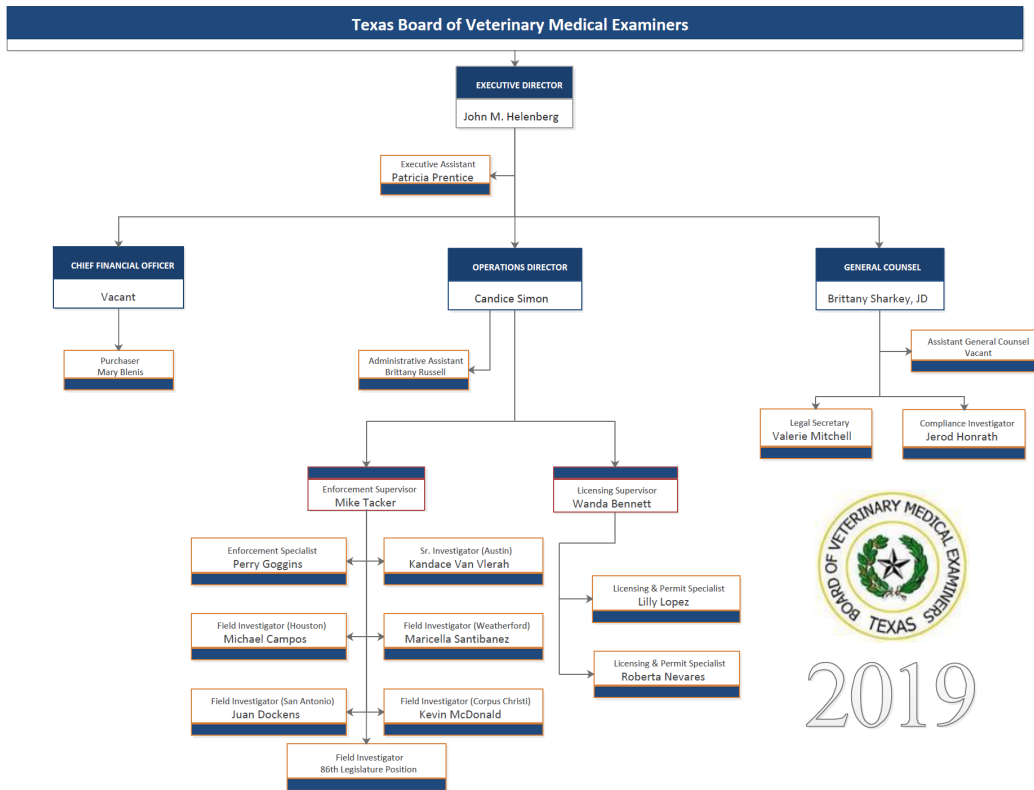 Texas Board of Veterinary Medical Examiners
EXECUTIVE DIRECTOR
John M. Helenberg
Executive Assistant
Patricia Prentice
CHIEF FINANCIAL OFFICER
Vacant
Purchaser
Mary Blenis
OPERATIONS DIRECTOR
Candice Simon
Administrative Assistant
Brittany Russell
GENERAL COUNSEL
Brittany Sharkey, JD
Assistant General Counsel
Vacant
Legal Secretary
Valerie Mitchell
Compliance Investigator
Jerod Honrath
Enforcement Supervisor
Mike Tacker
Licensing Supervisor
Wanda Bennett
Enforcement Specialist
Perry Goggins
Sr. Investigator (Austin)
Kandace Van Vlerah
Field Investigator (Houston)
Michael Campos
Field Investigator (Weatherford)
Maricella Santibanez
Field Investigator (San Antonio)
Juan Dockens
Field Investigator (Corpus Christi)
Kevin McDonald
Field Investigator
86th Legislature Position
Licensing & Permit Specialist
Lilly Lopez
Licensing & Permit Specialist
Roberta Nevares
BOARD OF VETERINARY MEDICAL EXAMINERS
TEXAS
2019